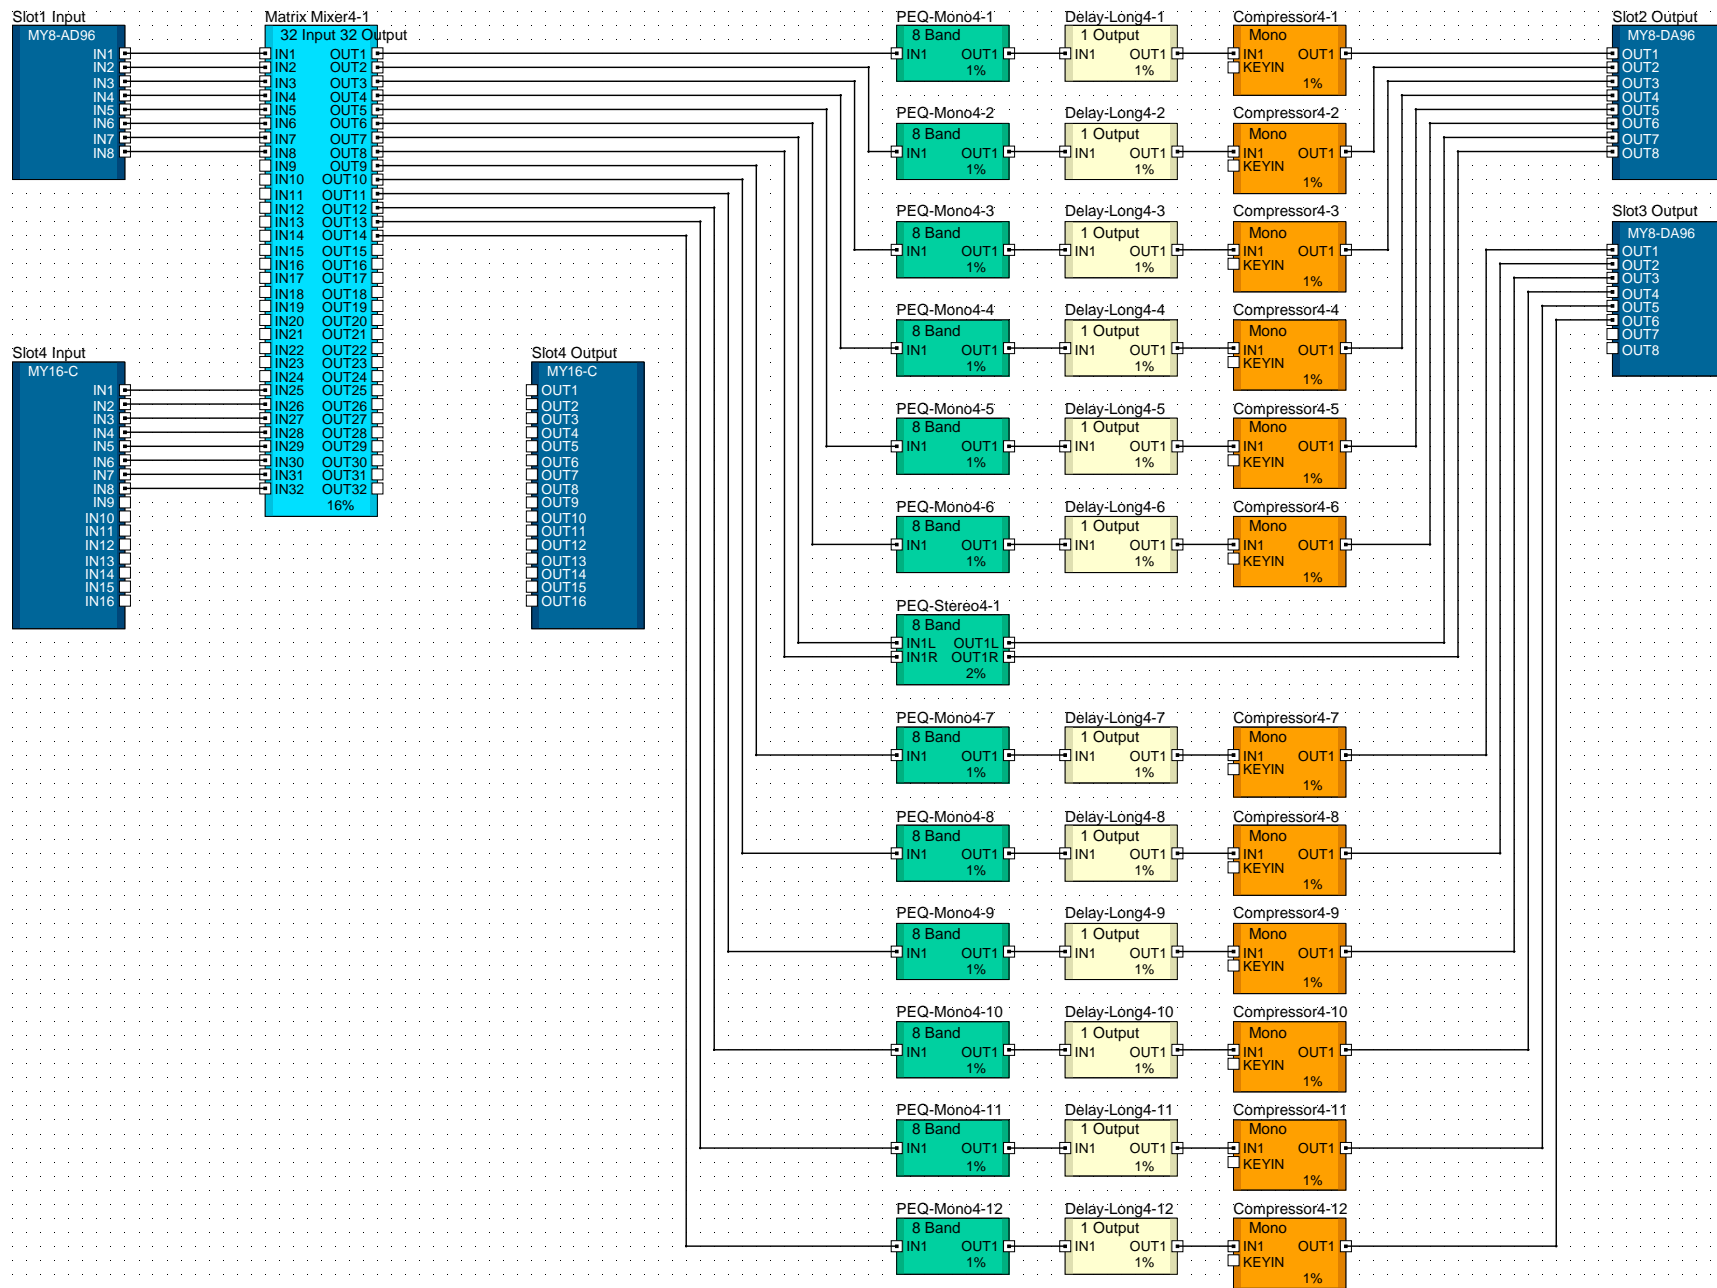 Slot1 Input
MY8-AD96
IN1
IN2
IN3
IN4
IN5
IN6
IN7
IN8
Matrix Mixer4-1
32 Input 32 Output
IN1 OUT1
IN2 OUT2
IN3 OUT3
IN4 OUT4
IN5 OUT5
IN6 OUT6
IN7 OUT7
IN8 OUT8
IN9 OUT9
IN10 OUT10
IN11 OUT11
IN12 OUT12
IN13 OUT13
IN14 OUT14
IN15 OUT15
IN16 OUT16
IN17 OUT17
IN18 OUT18
IN19 OUT19
IN20 OUT20
IN21 OUT21
IN22 OUT22
IN23 OUT23
IN24 OUT24
IN25 OUT25
IN26 OUT26
IN27 OUT27
IN28 OUT28
IN29 OUT29
IN30 OUT30
IN31 OUT31
IN32 OUT32
16%
Slot4 Input
MY16-C
IN1
IN2
IN3
IN4
IN5
IN6
IN7
IN8
IN9
IN10
IN11
IN12
IN13
IN14
IN15
IN16
Slot4 Output
MY16-C
OUT1
OUT2
OUT3
OUT4
OUT5
OUT6
OUT7
OUT8
OUT9
OUT10
OUT11
OUT12
OUT13
OUT14
OUT15
OUT16
PEQ-Mono4-1
8 Band
IN1 OUT1
1%
Delay-Long4-1
1 Output
IN1 OUT1
1%
Compressor4-1
Mono
IN1 OUT1
KEYIN
1%
PEQ-Mono4-2
8 Band
IN1 OUT1
1%
Delay-Long4-2
1 Output
IN1 OUT1
1%
Compressor4-2
Mono
IN1 OUT1
KEYIN
1%
PEQ-Mono4-3
8 Band
IN1 OUT1
1%
Delay-Long4-3
1 Output
IN1 OUT1
1%
Compressor4-3
Mono
IN1 OUT1
KEYIN
1%
PEQ-Mono4-4
8 Band
IN1 OUT1
1%
Delay-Long4-4
1 Output
IN1 OUT1
1%
Compressor4-4
Mono
IN1 OUT1
KEYIN
1%
PEQ-Mono4-5
8 Band
IN1 OUT1
1%
Delay-Long4-5
1 Output
IN1 OUT1
1%
Compressor4-5
Mono
IN1 OUT1
KEYIN
1%
PEQ-Mono4-6
8 Band
IN1 OUT1
1%
Delay-Long4-6
1 Output
IN1 OUT1
1%
Compressor4-6
Mono
IN1 OUT1
KEYIN
1%
PEQ-Stereo4-1
8 Band
IN1L OUT1L
IN1R OUT1R
2%
PEQ-Mono4-7
8 Band
IN1 OUT1
1%
Delay-Long4-7
1 Output
IN1 OUT1
1%
Compressor4-7
Mono
IN1 OUT1
KEYIN
1%
PEQ-Mono4-8
8 Band
IN1 OUT1
1%
Delay-Long4-8
1 Output
IN1 OUT1
1%
Compressor4-8
Mono
IN1 OUT1
KEYIN
1%
PEQ-Mono4-9
8 Band
IN1 OUT1
1%
Delay-Long4-9
1 Output
IN1 OUT1
1%
Compressor4-9
Mono
IN1 OUT1
KEYIN
1%
PEQ-Mono4-10
8 Band
IN1 OUT1
1%
Delay-Long4-10
1 Output
IN1 OUT1
1%
Compressor4-10
Mono
IN1 OUT1
KEYIN
1%
PEQ-Mono4-11
8 Band
IN1 OUT1
1%
Delay-Long4-11
1 Output
IN1 OUT1
1%
Compressor4-11
Mono
IN1 OUT1
KEYIN
1%
PEQ-Mono4-12
8 Band
IN1 OUT1
1%
Delay-Long4-12
1 Output
IN1 OUT1
1%
Compressor4-12
Mono
IN1 OUT1
KEYIN
1%
Slot2 Output
MY8-DA96
OUT1
OUT2
OUT3
OUT4
OUT5
OUT6
OUT7
OUT8
Slot3 Output
MY8-DA96
OUT1
OUT2
OUT3
OUT4
OUT5
OUT6
OUT7
OUT8